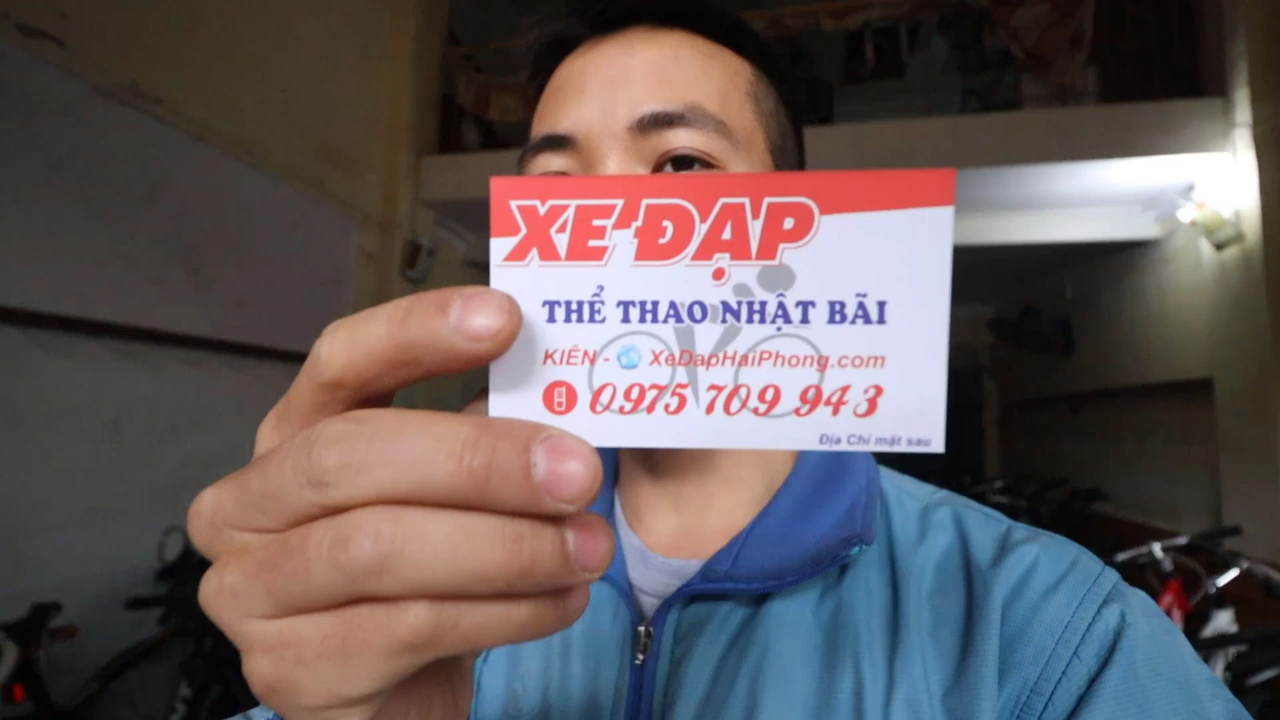 XE ĐẠP
THỂ THAO NHẬT BÃI
KIÊN - XeDapHaiPhong.com
0975 709 943
Địa Chỉ mặt sau